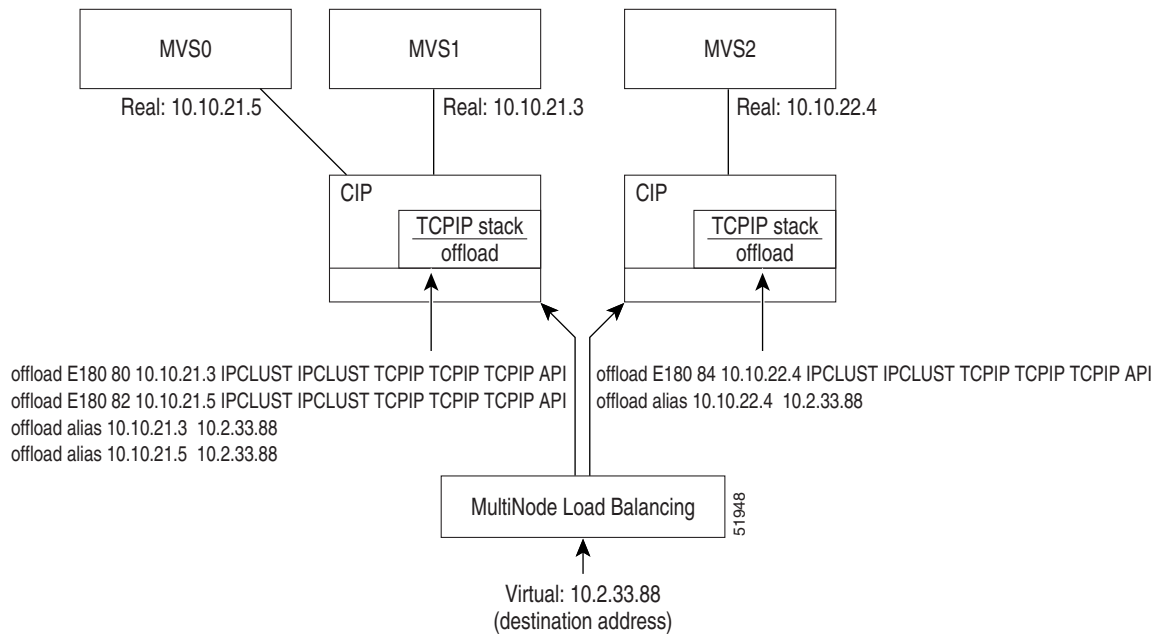 MVS0
MVS1
MVS2
Real: 10.10.21.5
Real: 10.10.21.3
Real: 10.10.22.4
CIP
TCPIP stack
offload
CIP
TCPIP stack
offload
offload E180 80 10.10.21.3 IPCLUST IPCLUST TCPIP TCPIP TCPIP API
offload E180 82 10.10.21.5 IPCLUST IPCLUST TCPIP TCPIP TCPIP API
offload alias 10.10.21.3 10.2.33.88
offload alias 10.10.21.5 10.2.33.88
offload E180 84 10.10.22.4 IPCLUST IPCLUST TCPIP TCPIP TCPIP API
offload alias 10.10.22.4 10.2.33.88
MultiNode Load Balancing
51948
Virtual: 10.2.33.88
(destination address)